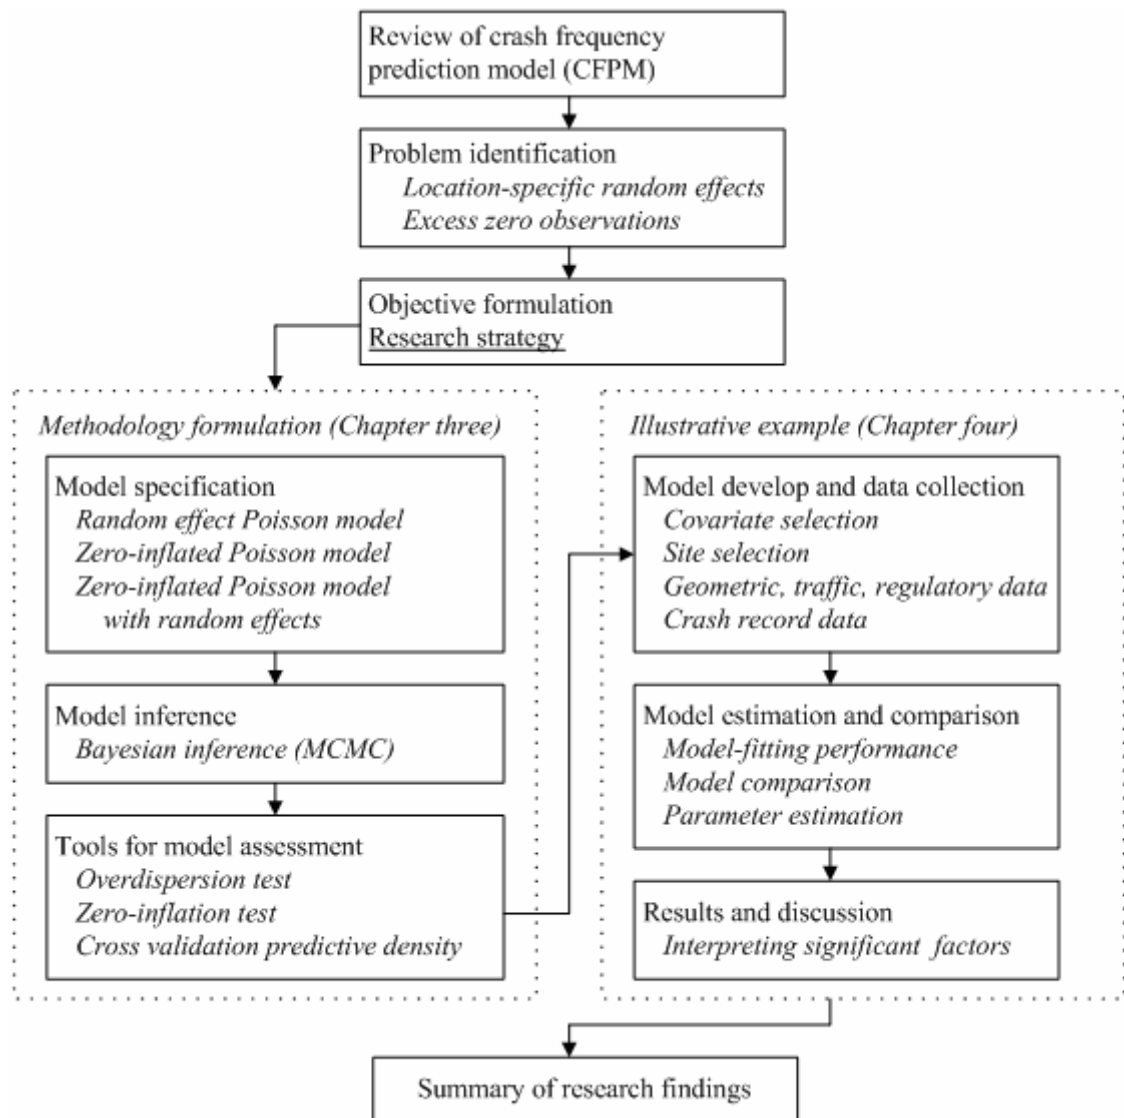 Review of crash frequency
prediction model (CFPM)
Problem identification
Location-specific random effects
Excess zero observations
Objective formulation
Research strategy
Methodology formulation (Chapter three)
Model specification
Random effect Poisson model
Zero-inflated Poisson model
Zero-inflated Poisson model
with random effects
Model inference
Bayesian inference (MCMC)
Tools for model assessment
Overdispersion test
Zero-inflation test
Cross validation predictive density
Illustrative example (Chapter four)
Model develop and data collection
Covariate selection
Site selection
Geometric, traffic, regulatory data
Crash record data
Model estimation and comparison
Model-fitting performance
Model comparison
Parameter estimation
Results and discussion
Interpreting significant factors
Summary of research findings